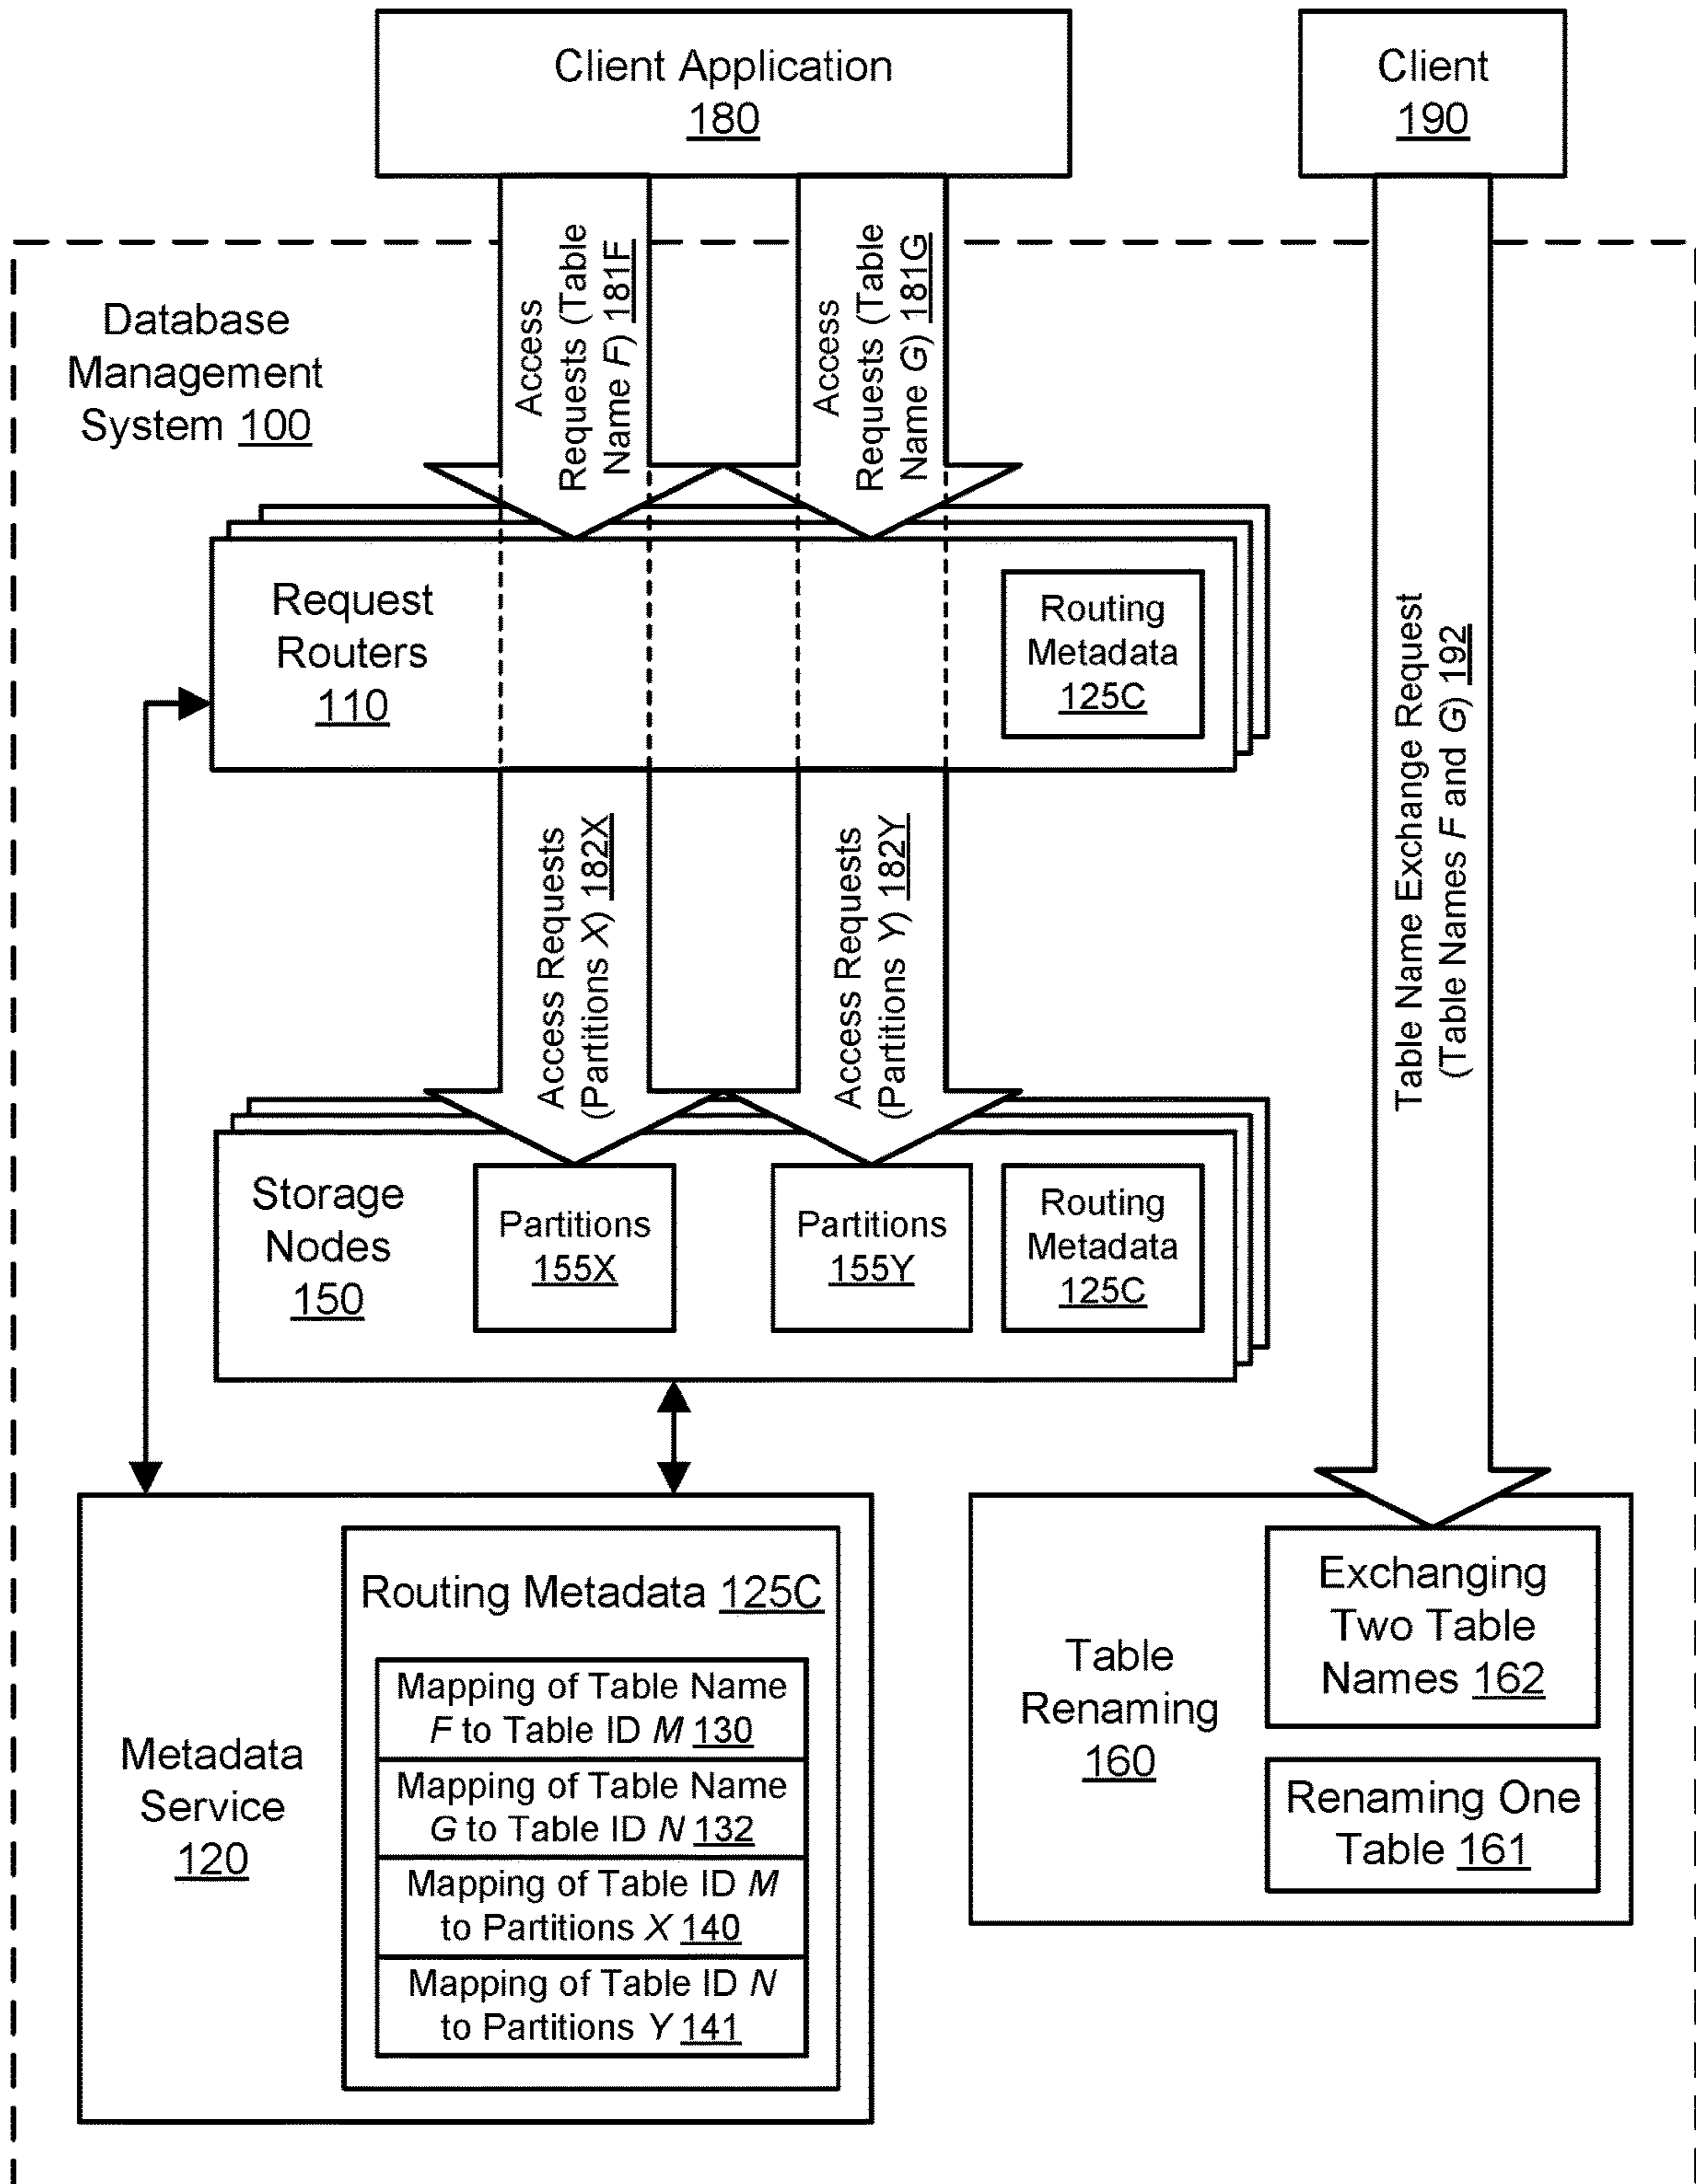 Client Application
180
Client
190
Database
Management
System 100
Access
Requests (Table
Name F) 181F
Access
Requests (Table
Name G) 181G
Table Name Exchange Request
(Table Names F and G) 192
Request
Routers
110
Routing
Metadata
125C
Access Requests
(Partitions X) 182X
Access Requests
(Partitions Y) 182Y
Storage
Nodes
150
Partitions
155X
Partitions
155Y
Routing
Metadata
125C
Metadata
Service
120
Routing Metadata 125C
Mapping of Table Name
F to Table ID M 130
Mapping of Table Name
G to Table ID N 132
Mapping of Table ID M
to Partitions X 140
Mapping of Table ID N
to Partitions Y 141
Table
Renaming
160
Exchanging
Two Table
Names 162
Renaming One
Table 161